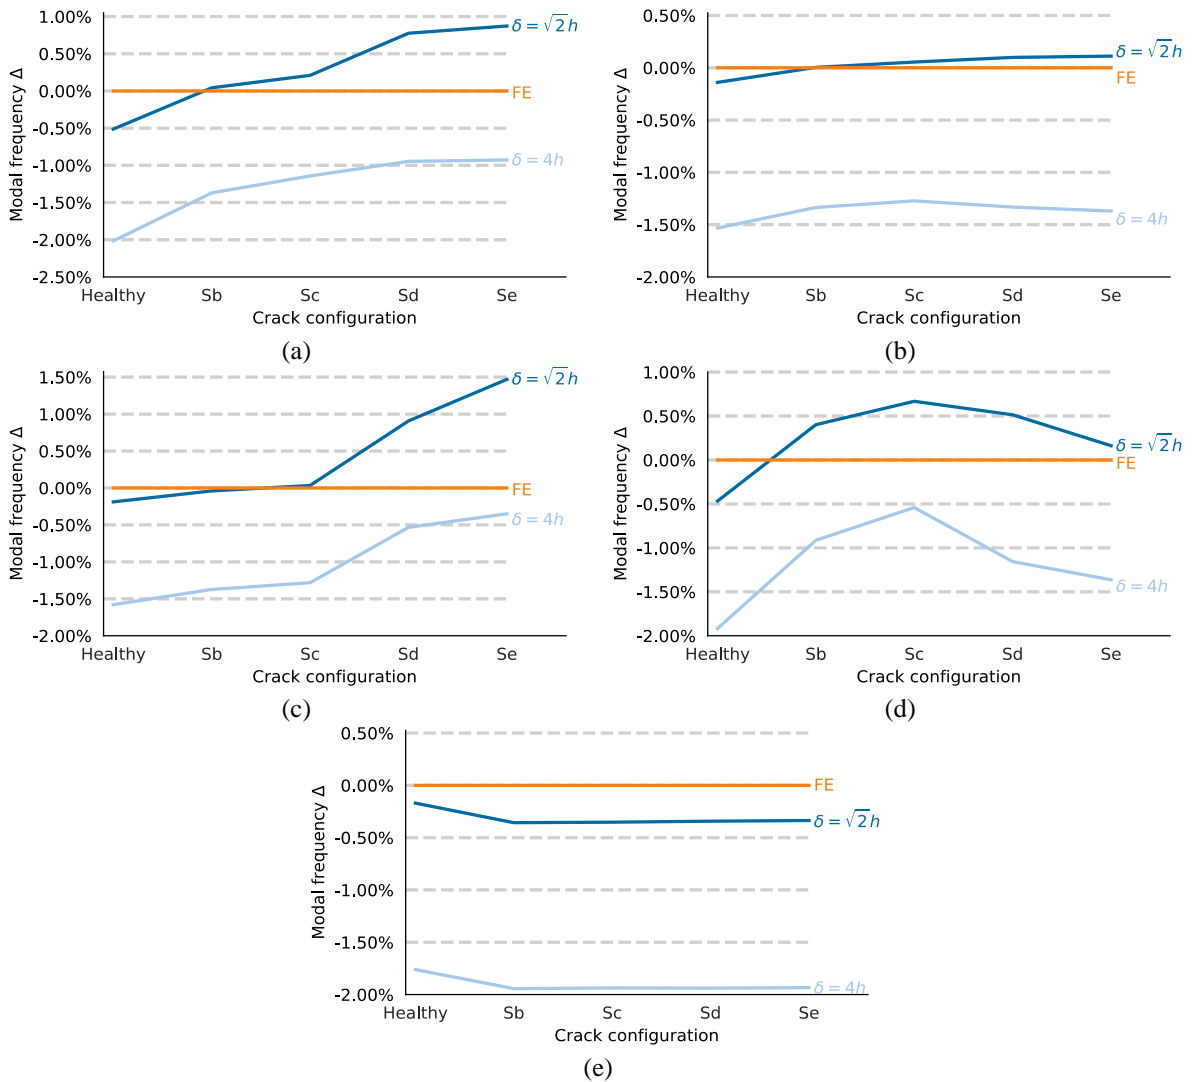 Modal frequency Δ
1.00%
0.50%
0.00%
-0.50%
-1.00%
-1.50%
-2.00%
-2.50%
δ = √2h
FE
δ = 4h
Healthy Sb Sc Sd Se
Crack configuration
(a)
Modal frequency Δ
0.50%
0.00%
-0.50%
-1.00%
-1.50%
-2.00%
δ = √2h
FE
δ = 4h
Healthy Sb Sc Sd Se
Crack configuration
(b)
Modal frequency Δ
1.50%
1.00%
0.50%
0.00%
-0.50%
-1.00%
-1.50%
-2.00%
δ = √2h
FE
δ = 4h
Healthy Sb Sc Sd Se
Crack configuration
(c)
Modal frequency Δ
1.00%
0.50%
0.00%
-0.50%
-1.00%
-1.50%
-2.00%
δ = √2h
FE
δ = 4h
Healthy Sb Sc Sd Se
Crack configuration
(d)
Modal frequency Δ
0.50%
0.00%
-0.50%
-1.00%
-1.50%
-2.00%
FE
δ = √2h
δ = 4h
Healthy Sb Sc Sd Se
Crack configuration
(e)